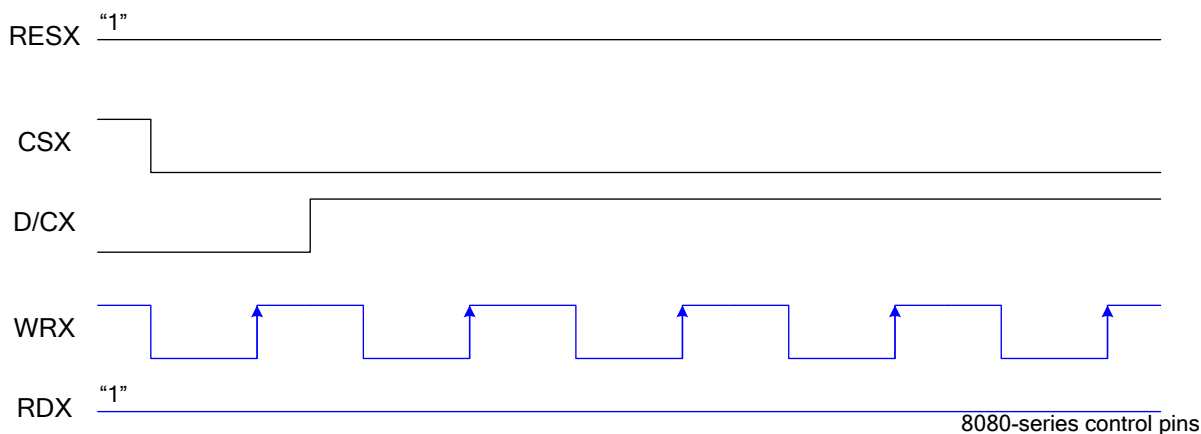 RESX “1”
CSX
D/CX
WRX
RDX “1”
8080-series control pins